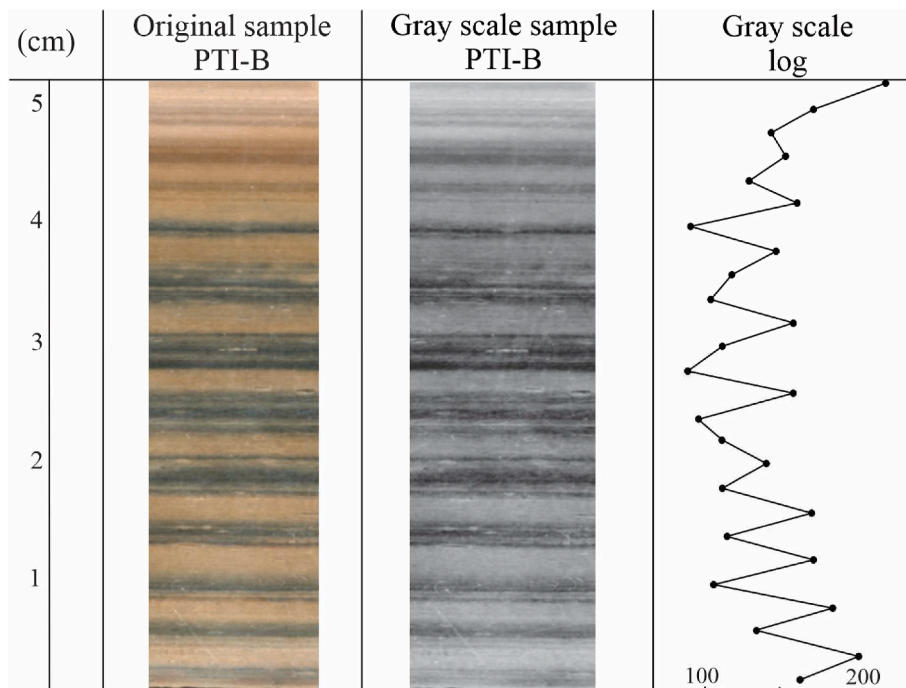 (cm)
Original sample
PTI-B
Gray scale sample
PTI-B
Gray scale
log
5
4
3
2
1
100
200